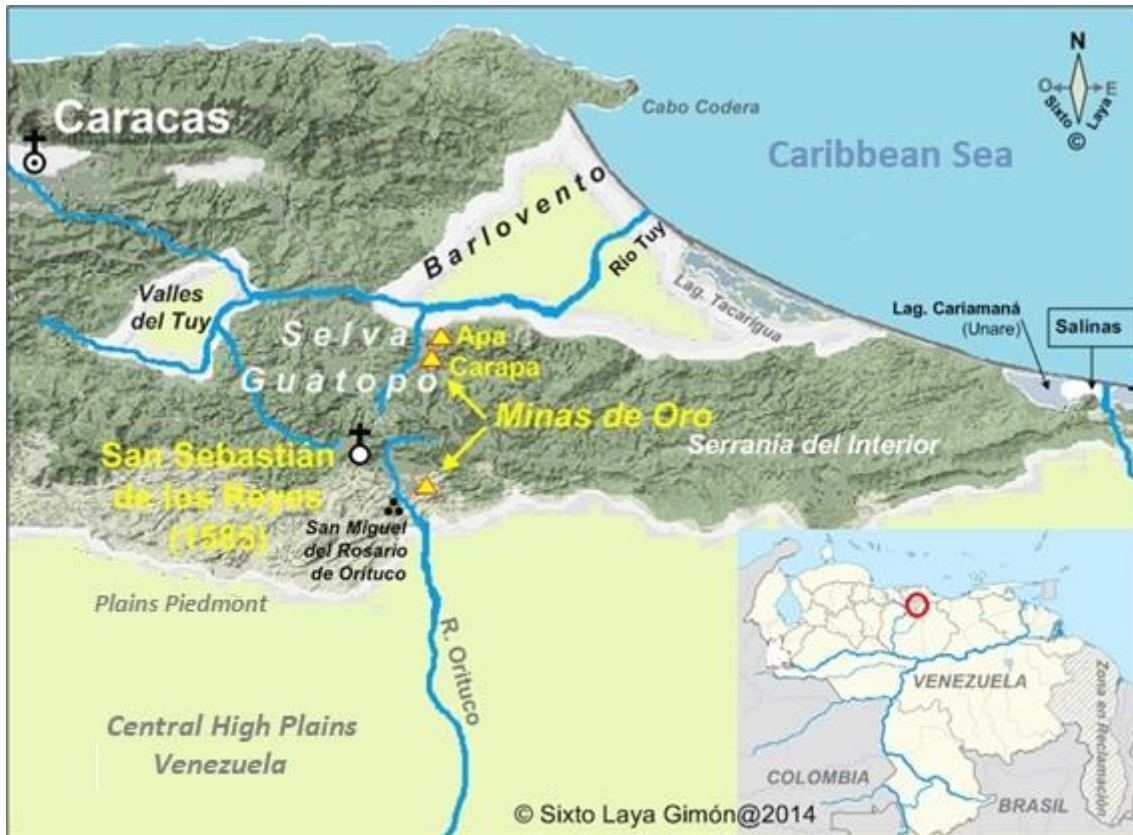 Caracas
Cabo Codera
N
O E
Sixto Laya
©
Caribbean Sea
Barlovento
Rio Tuy
Lag. Tacarigua
Valles
del Tuy
Selva
Guatopo
Apa
Carapa
Minas de Oro
Lag. Cariamaná
(Unare)
Salinas
Serranía del Interior
San Sebastián
de los Reyes
(1585)
San Miguel
del Rosario
de Orítuco
Plains Piedmont
R. Orituco
Central High Plains
Venezuela
VENEZUELA
Zona en Reclamación
COLOMBIA
BRASIL
© Sixto Laya Gimón@2014